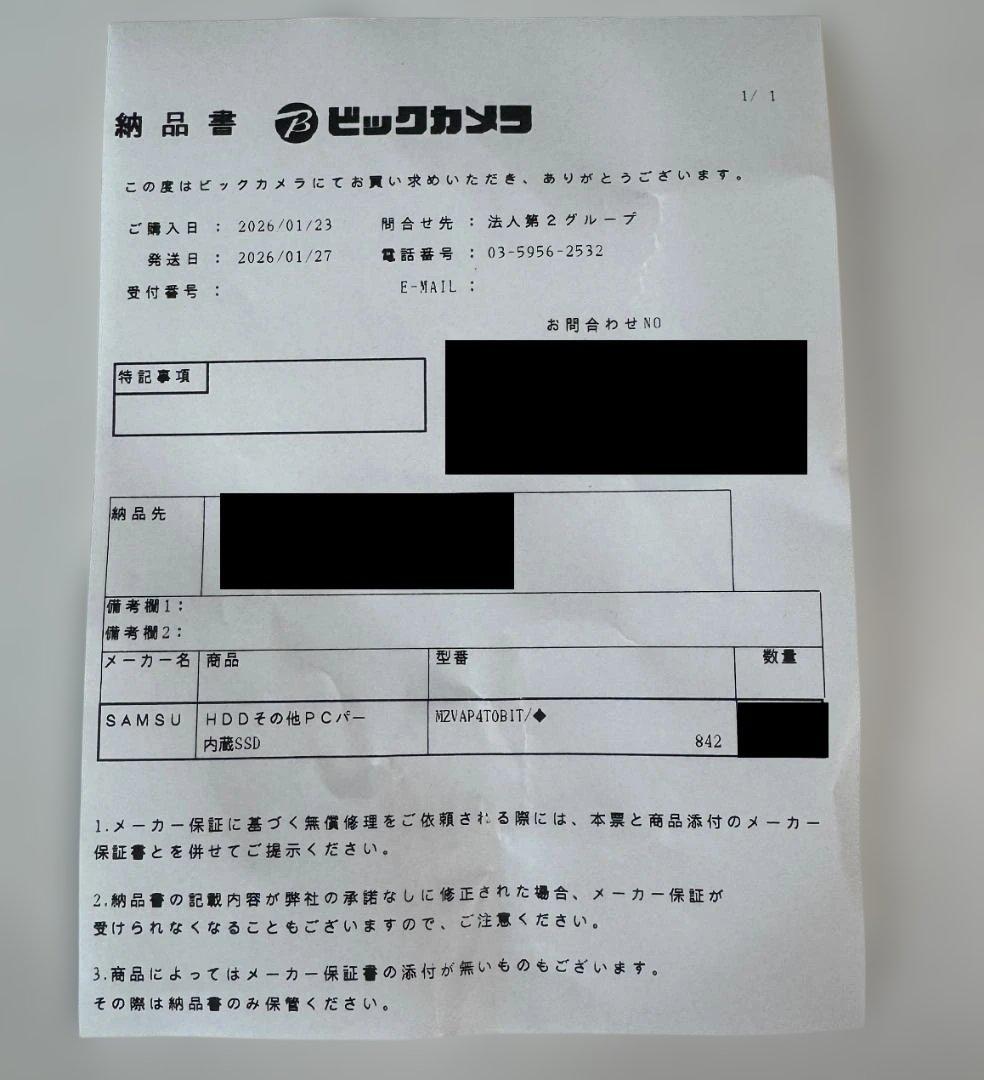 1/ 1
納品書 ビックカメラ
この度はビックカメラにてお買い求めいただき、ありがとうございます。
ご購入日 : 2026/01/23 問合せ先 : 法人第2グループ
発送日 : 2026/01/27 電話番号 : 03-5956-2532
受付番号 : E-MAIL :
お問合わせNO
特記事項
納品先
備考欄1:
備考欄2:
メーカー名 商品 型番 数量
SAMSU HDDその他PCパー MZVAP4T0BIT/◆
内蔵SSD 842
1.メーカー保証に基づく無償修理をご依頼される際には、本票と商品添付のメーカー
保証書とを併せてご提示ください。
2.納品書の記載内容が弊社の承諾なしに修正された場合、メーカー保証が
受けられなくなることもございますので、ご注意ください。
3.商品によってはメーカー保証書の添付が無いものもございます。
その際は納品書のみ保管ください。